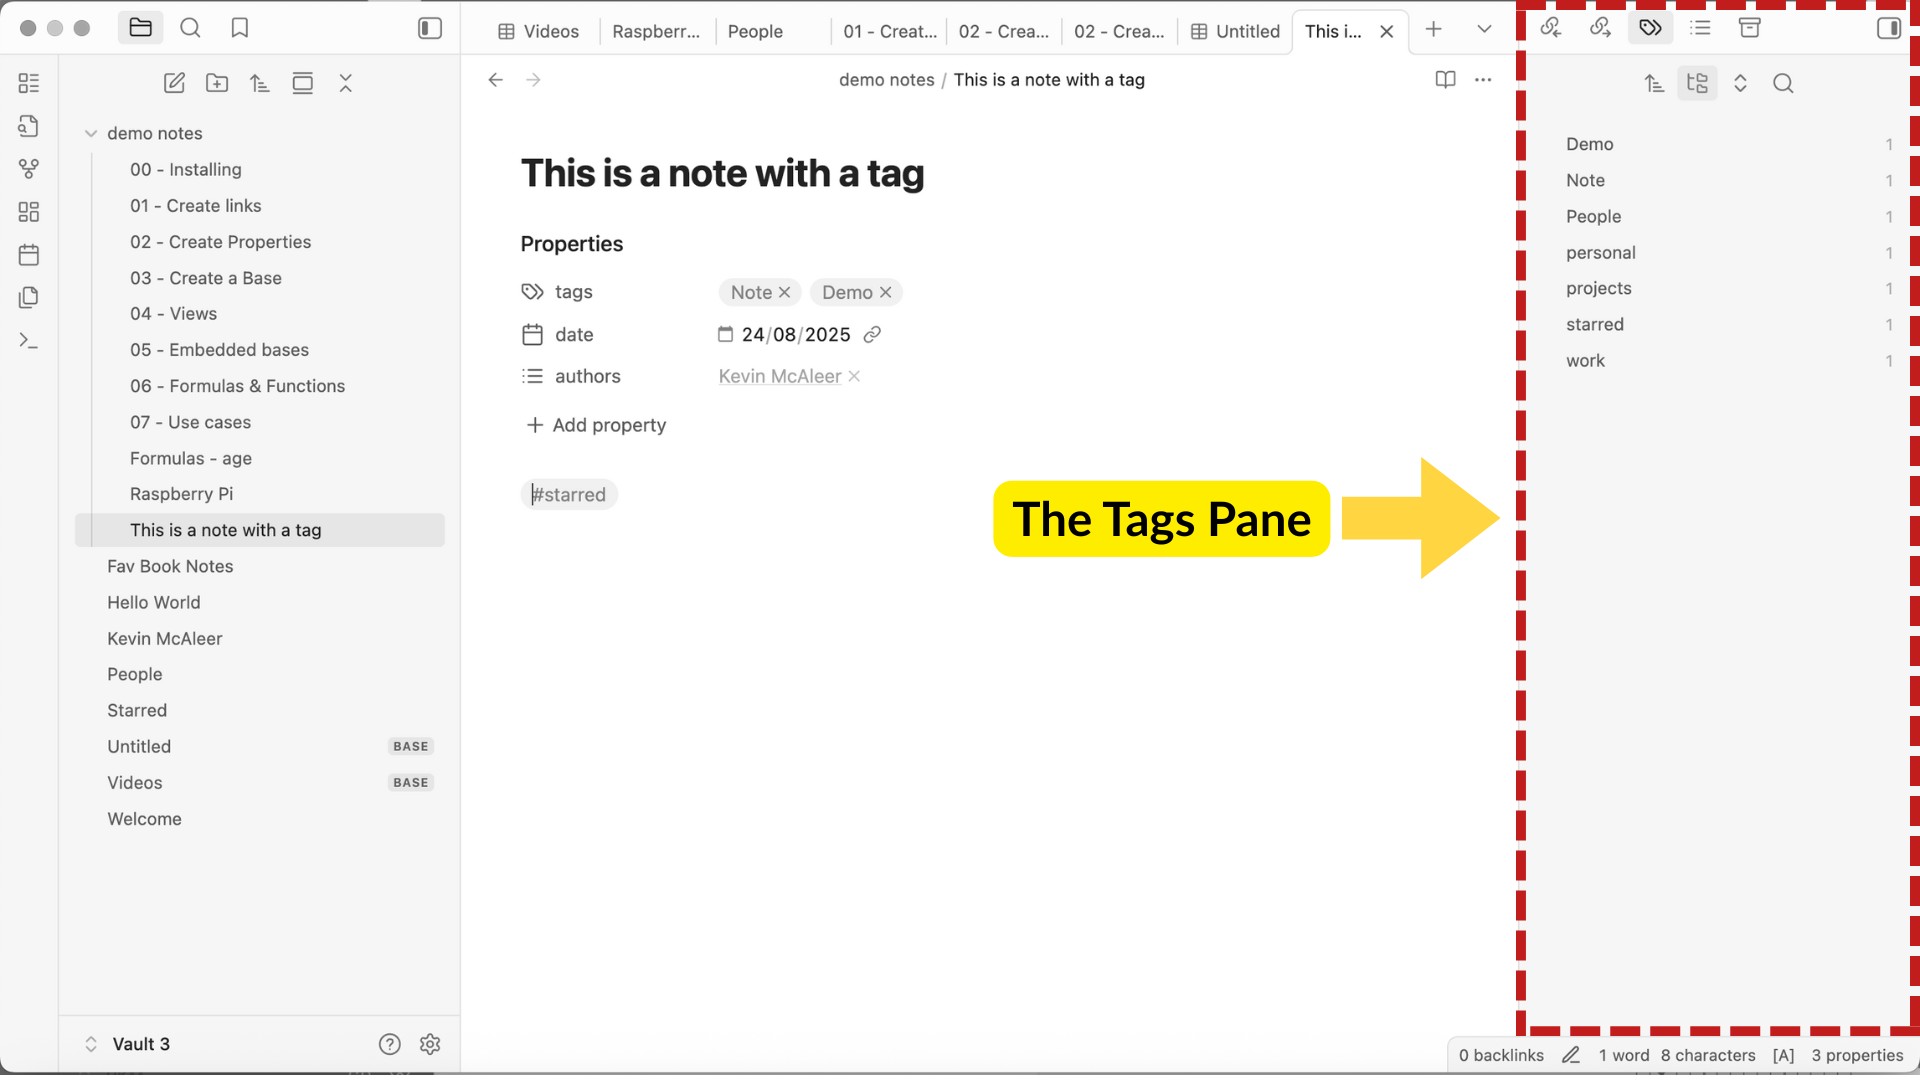 Videos
Raspberr...
People
01 - Creat...
02 - Crea...
02 - Crea...
Untitled
This i...
demo notes / This is a note with a tag
demo notes
00 - Installing
01 - Create links
02 - Create Properties
03 - Create a Base
04 - Views
05 - Embedded bases
06 - Formulas & Functions
07 - Use cases
Formulas - age
Raspberry Pi
This is a note with a tag
Fav Book Notes
Hello World
Kevin McAleer
People
Starred
Untitled BASE
Videos BASE
Welcome
Vault 3
This is a note with a tag
Properties
tags Note Demo
date 24/08/2025
authors Kevin McAleer
Add property
#starred
The Tags Pane
Demo 1
Note 1
People 1
personal 1
projects 1
starred 1
work 1
0 backlinks 1 word 8 characters [A] 3 properties